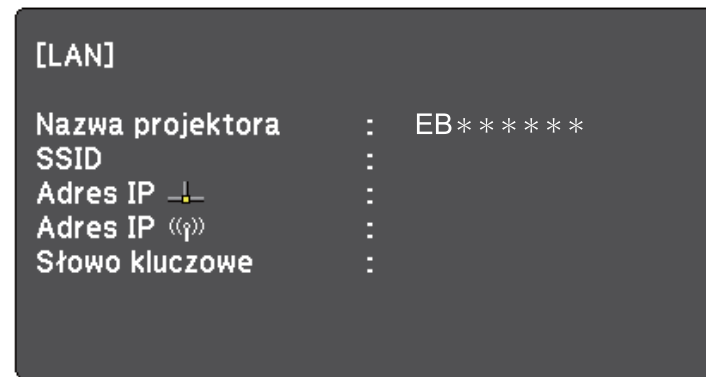 [LAN]
Nazwa projektora : EB******
SSID :
Adres IP :
Adres IP :
Słowo kluczowe :